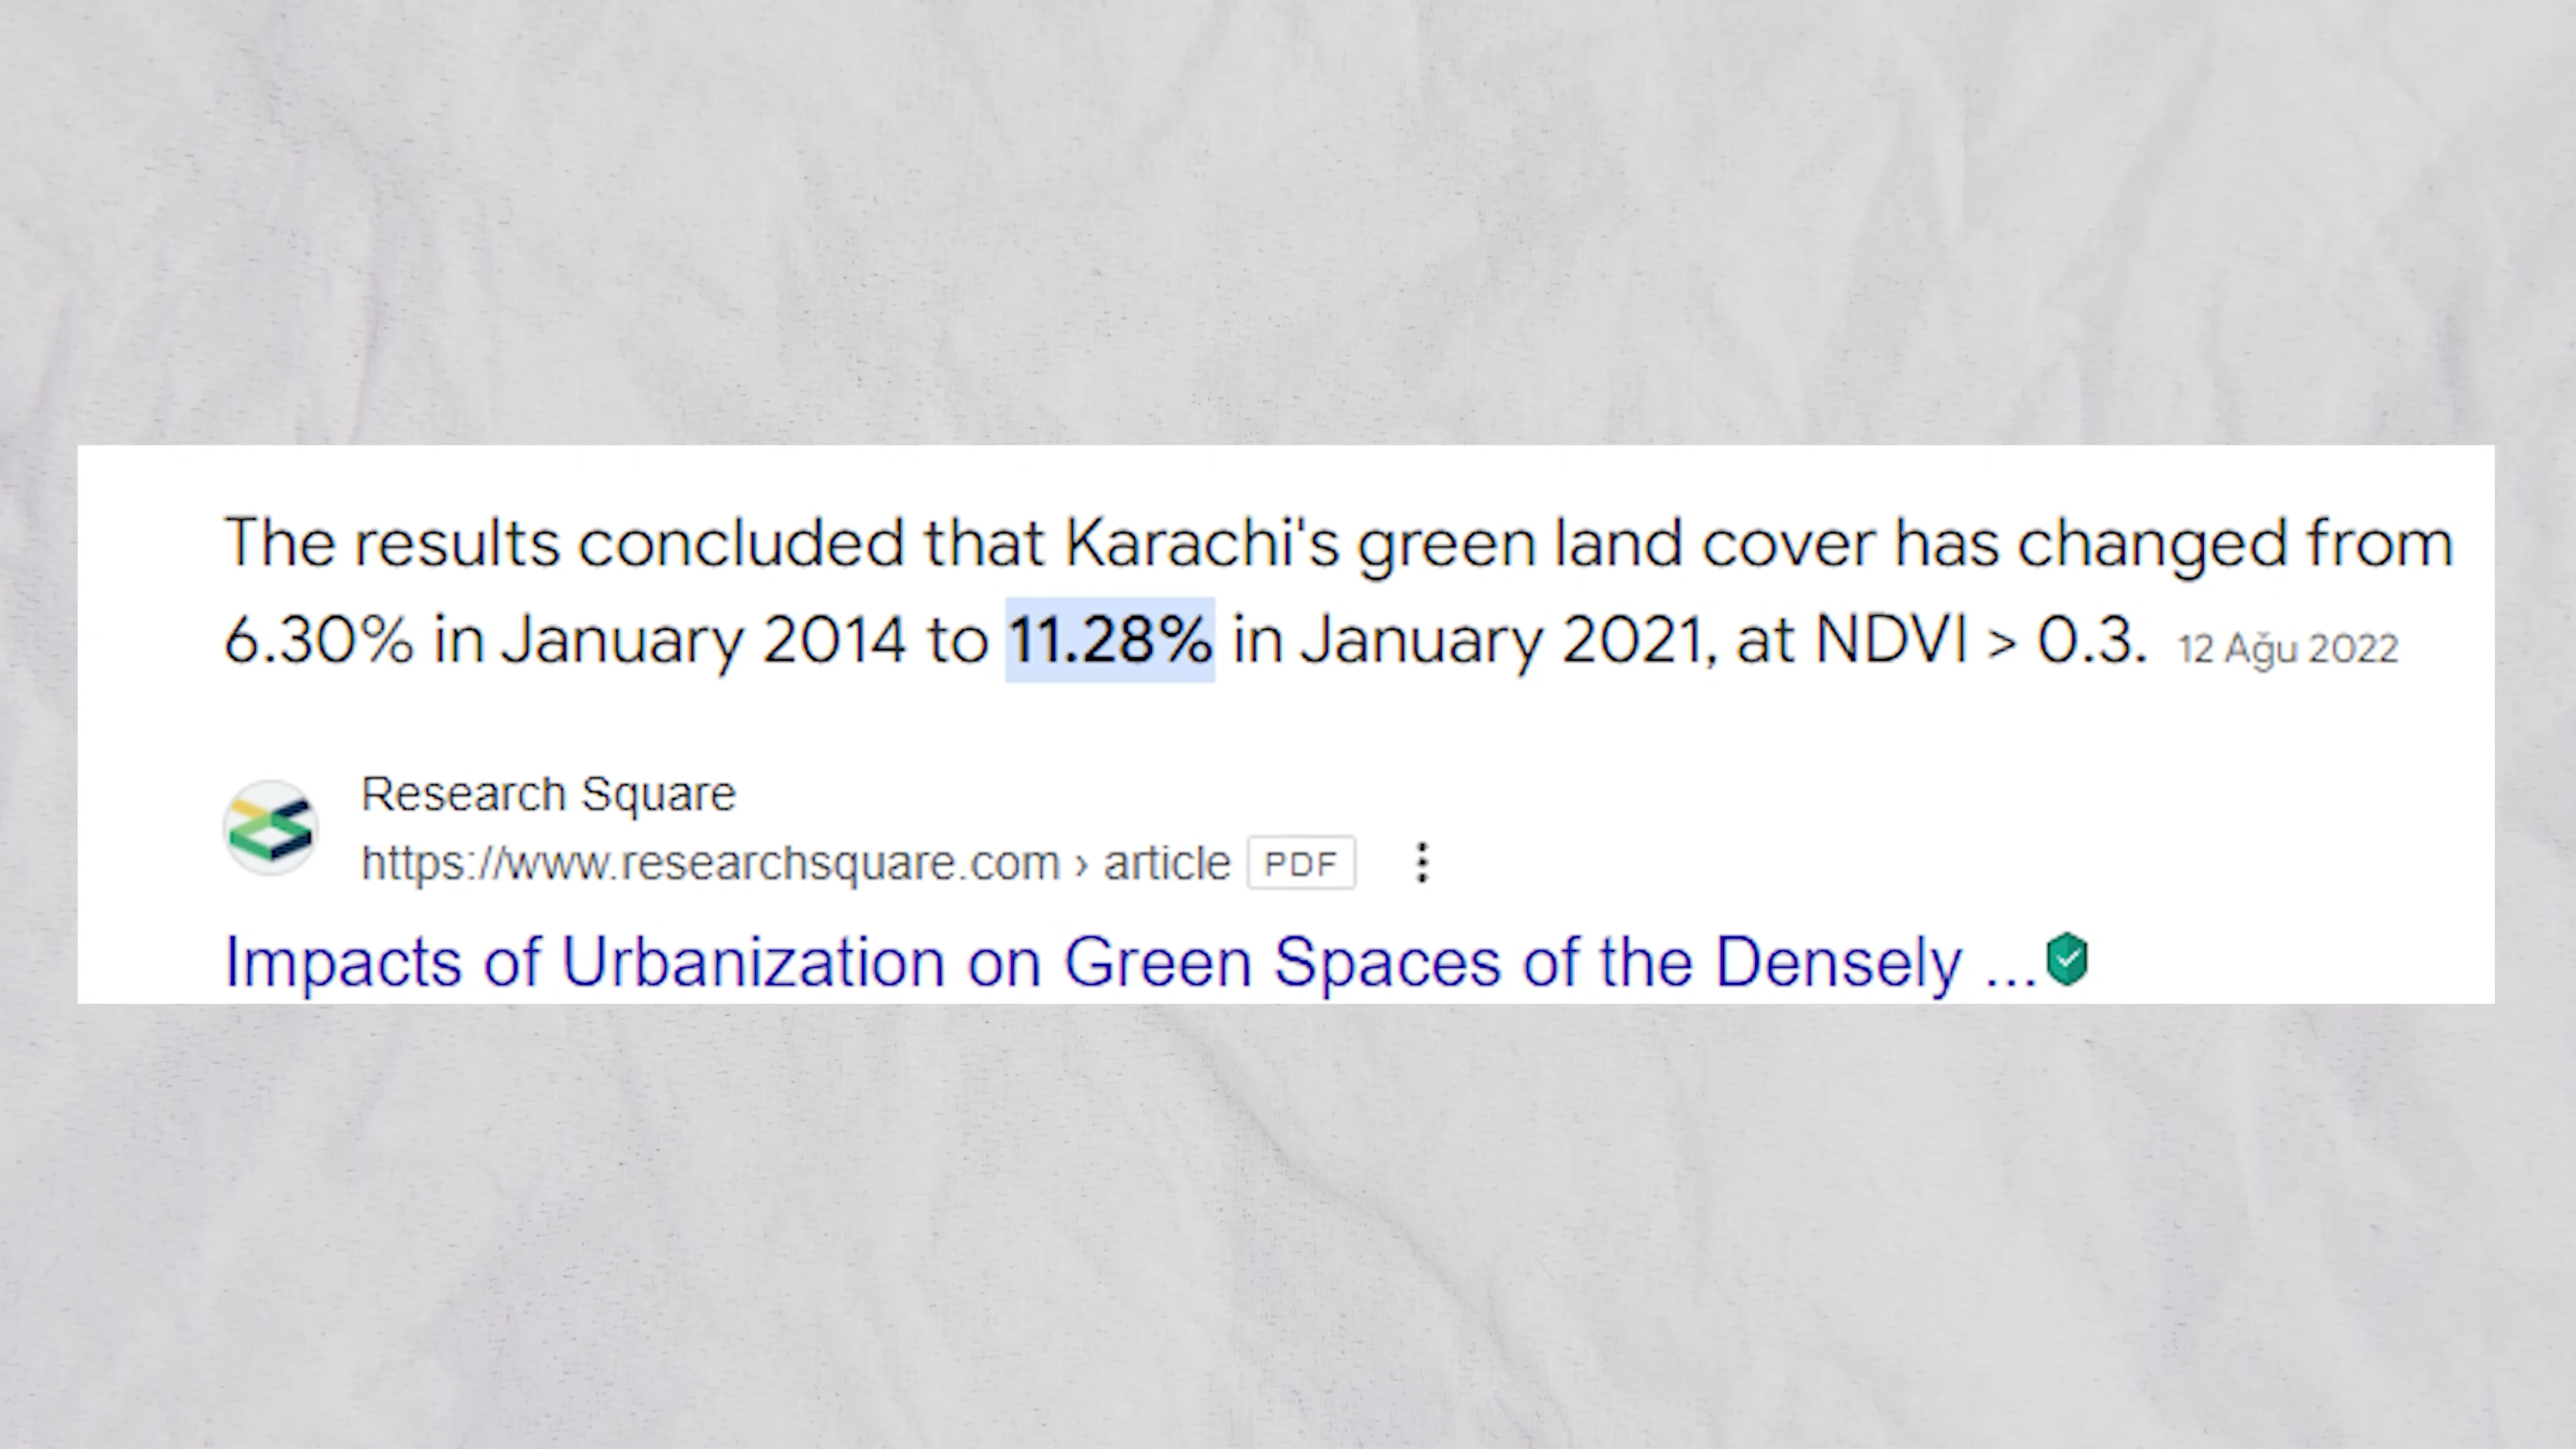 The results concluded that Karachi's green land cover has changed from
6.30% in January 2014 to 11.28% in January 2021, at NDVI > 0.3. 12 Ağu 2022
Research Square
https://www.researchsquare.com › article PDF
Impacts of Urbanization on Green Spaces of the Densely ...